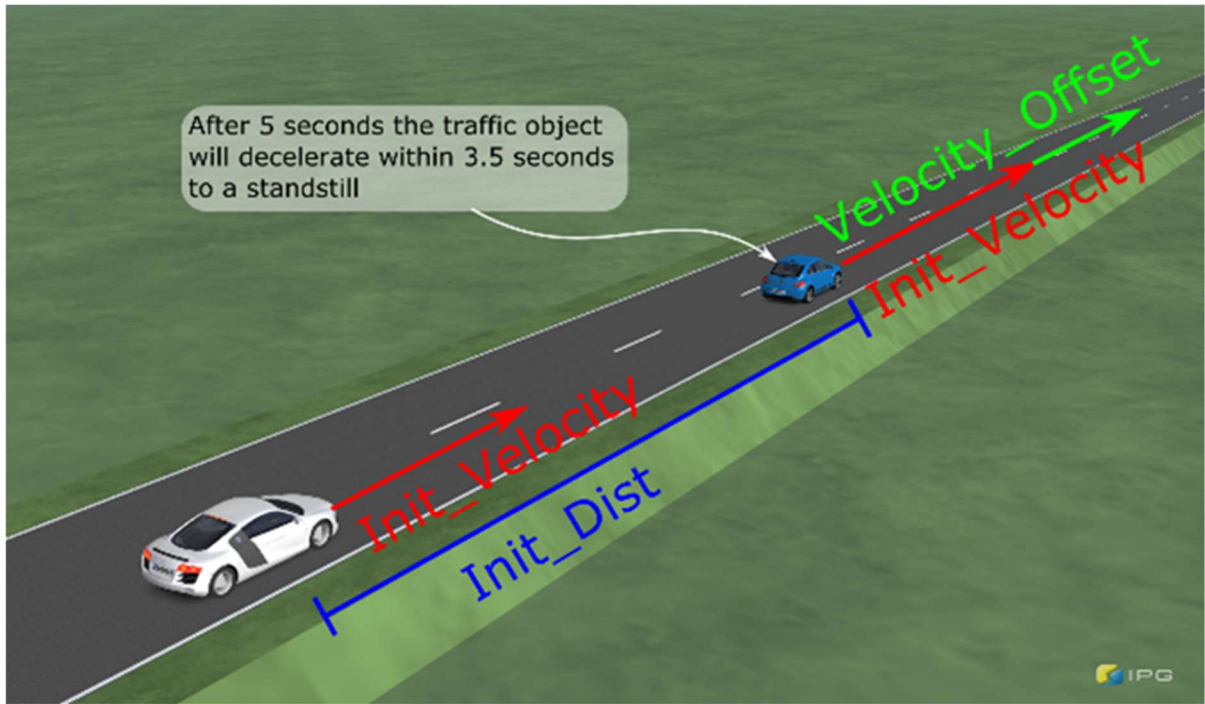 After 5 seconds the traffic object
will decelerate within 3.5 seconds
to a standstill
Velocity_Offset
Init_Velocity
Init_Velocity
Init_Dist
IPG